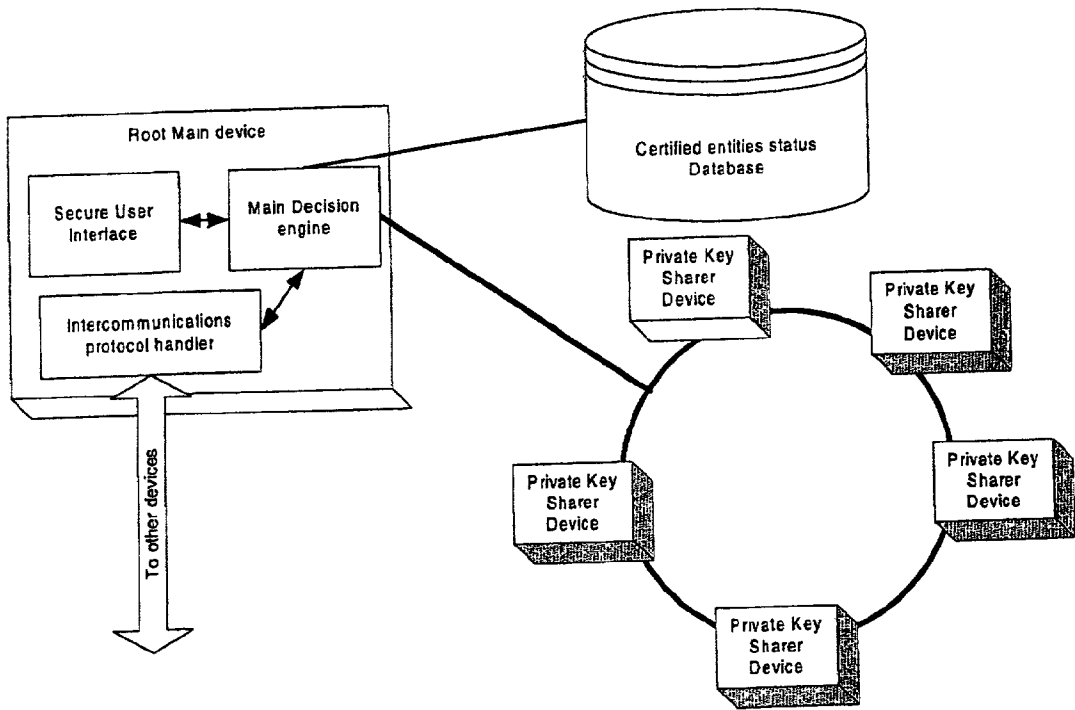 Root Main device
Secure User
Interface
Main Decision
engine
Intercommunications
protocol handler
To other devices
Certified entities status
Database
Private Key
Sharer
Device
Private Key
Sharer
Device
Private Key
Sharer
Device
Private Key
Sharer
Device
Private Key
Sharer
Device